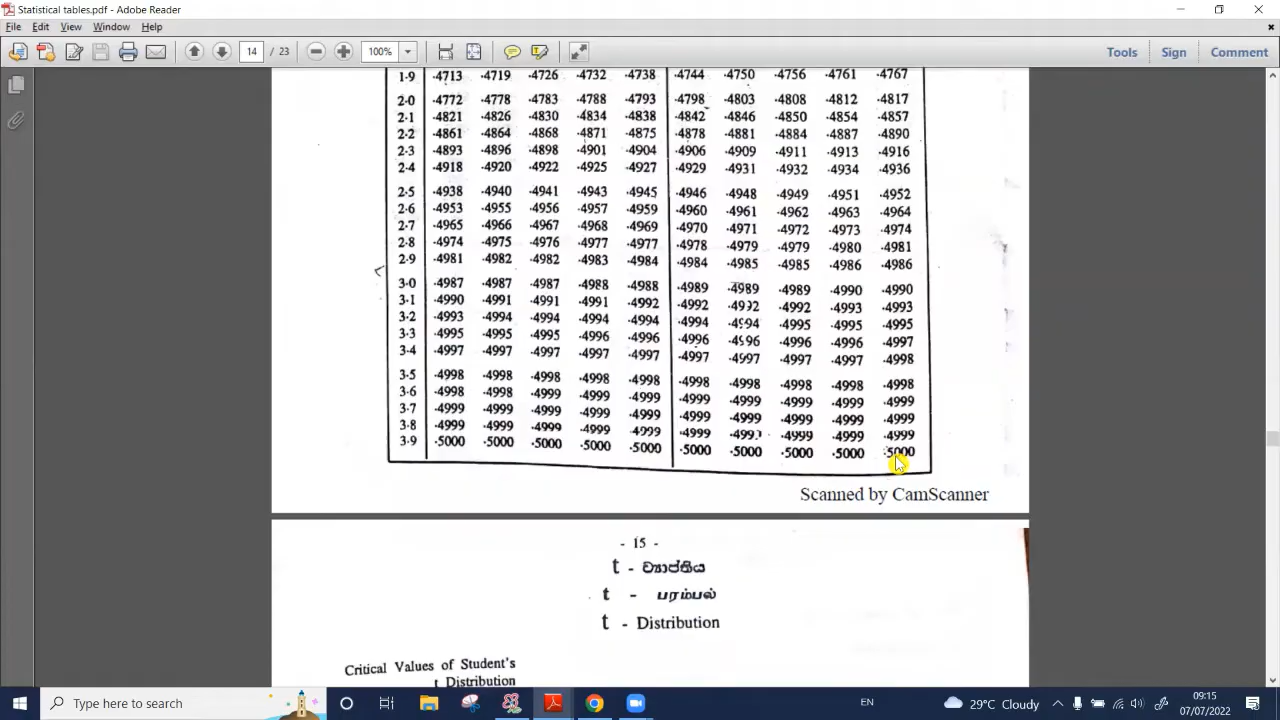 Statistical tables.pdf - Adobe Reader
File Edit View Window Help
14 / 23 100% Tools Sign Comment
1·9 ·4713 ·4719 ·4726 ·4732 ·4738 ·4744 ·4750 ·4756 ·4761 ·4767
2·0 ·4772 ·4778 ·4783 ·4788 ·4793 ·4798 ·4803 ·4808 ·4812 ·4817
2·1 ·4821 ·4826 ·4830 ·4834 ·4838 ·4842 ·4846 ·4850 ·4854 ·4857
2·2 ·4861 ·4864 ·4868 ·4871 ·4875 ·4878 ·4881 ·4884 ·4887 ·4890
2·3 ·4893 ·4896 ·4898 ·4901 ·4904 ·4906 ·4909 ·4911 ·4913 ·4916
2·4 ·4918 ·4920 ·4922 ·4925 ·4927 ·4929 ·4931 ·4932 ·4934 ·4936
2·5 ·4938 ·4940 ·4941 ·4943 ·4945 ·4946 ·4948 ·4949 ·4951 ·4952
2·6 ·4953 ·4955 ·4956 ·4957 ·4959 ·4960 ·4961 ·4962 ·4963 ·4964
2·7 ·4965 ·4966 ·4967 ·4968 ·4969 ·4970 ·4971 ·4972 ·4973 ·4974
2·8 ·4974 ·4975 ·4976 ·4977 ·4977 ·4978 ·4979 ·4979 ·4980 ·4981
2·9 ·4981 ·4982 ·4982 ·4983 ·4984 ·4984 ·4985 ·4985 ·4986 ·4986
3·0 ·4987 ·4987 ·4987 ·4988 ·4988 ·4989 ·4989 ·4989 ·4990 ·4990
3·1 ·4990 ·4991 ·4991 ·4991 ·4992 ·4992 ·4992 ·4992 ·4993 ·4993
3·2 ·4993 ·4994 ·4994 ·4994 ·4994 ·4994 ·4994 ·4995 ·4995 ·4995
3·3 ·4995 ·4995 ·4995 ·4996 ·4996 ·4996 ·4996 ·4996 ·4996 ·4997
3·4 ·4997 ·4997 ·4997 ·4997 ·4997 ·4997 ·4997 ·4997 ·4997 ·4998
3·5 ·4998 ·4998 ·4998 ·4998 ·4998 ·4998 ·4998 ·4998 ·4998 ·4998
3·6 ·4998 ·4998 ·4999 ·4999 ·4999 ·4999 ·4999 ·4999 ·4999 ·4999
3·7 ·4999 ·4999 ·4999 ·4999 ·4999 ·4999 ·4999 ·4999 ·4999 ·4999
3·8 ·4999 ·4999 ·4999 ·4999 ·4999 ·4999 ·4999 ·4999 ·4999 ·4999
3·9 ·5000 ·5000 ·5000 ·5000 ·5000 ·5000 ·5000 ·5000 ·5000 ·5000
Scanned by CamScanner
- 15 -
t - ව්‍යාප්තිය
t - பரம்பல்
t - Distribution
Critical Values of Student's
t Distribution
Type here to search
EN
29°C Cloudy
09:15
07/07/2022